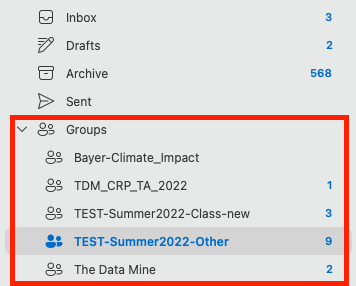 Inbox 3
Drafts 2
Archive 568
Sent
Groups
Bayer-Climate_Impact
TDM_CRP_TA_2022 1
TEST-Summer2022-Class-new 3
TEST-Summer2022-Other 9
The Data Mine 2